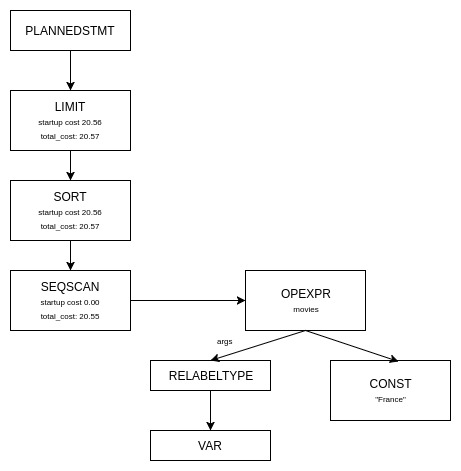 PLANNEDSTMT
LIMIT
startup cost 20.56
total_cost: 20.57
SORT
startup cost 20.56
total_cost: 20.57
SEQSCAN
startup cost 0.00
total_cost: 20.55
OPEXPR
movies
args
RELABELTYPE
CONST
"France"
VAR